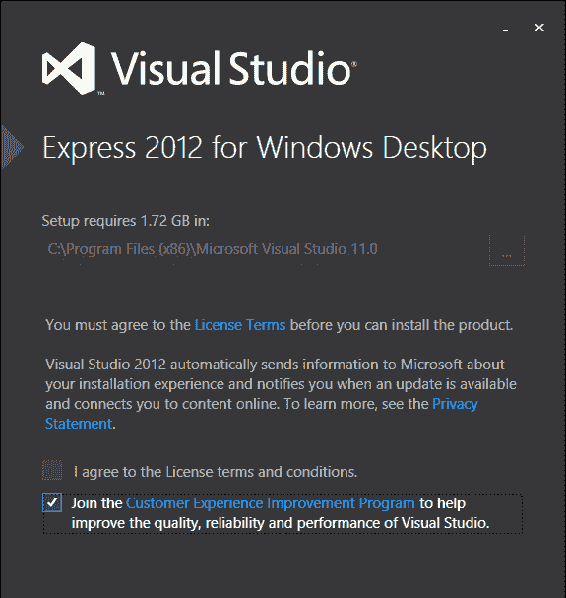 Visual Studio®
™
Express 2012 for Windows Desktop
Setup requires 1.72 GB in:
C:\Program Files (x86)\Microsoft Visual Studio 11.0
...
You must agree to the License Terms before you can install the product.
Visual Studio 2012 automatically sends information to Microsoft about
your installation experience and notifies you when an update is available
and connects you to content online. To learn more, see the Privacy
Statement.
I agree to the License terms and conditions.
Join the Customer Experience Improvement Program to help
improve the quality, reliability and performance of Visual Studio.